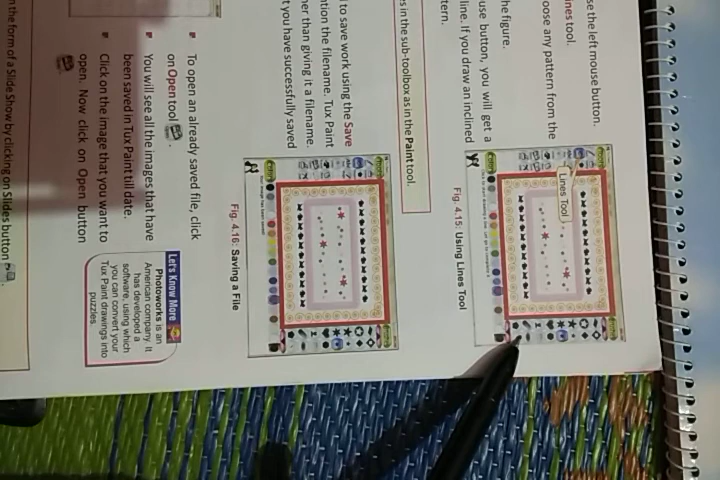 se the left mouse button.
ines tool.
oose any pattern from the
he figure.
use button, you will get a
line. If you draw an inclined
tern.
Lines Tool
Fig. 4.15: Using Lines Tool
s in the sub-toolbox as in the Paint tool.
to save work using the Save
tion the filename. Tux Paint
her than giving it a filename.
t you have successfully saved
Fig. 4.16: Saving a File
To open an already saved file, click
on Open tool
You will see all the images that have
been saved in Tux Paint till date.
Click on the image that you want to
open. Now click on Open button
Let's Know More
Photoworks is an
American company. It
has developed a
software, using which
you can convert your
Tux Paint drawings into
puzzles.
n the form of a Slide Show by clicking on Slides button